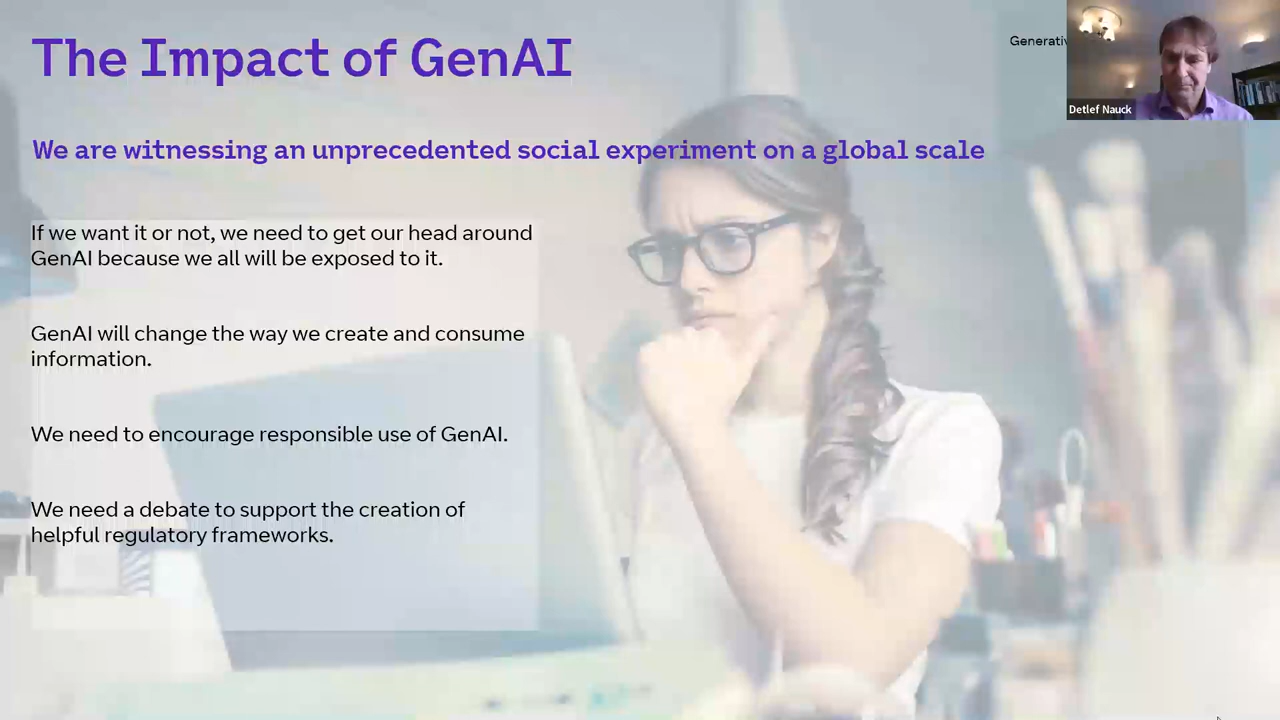 The Impact of GenAI
Detlef Nauck
We are witnessing an unprecedented social experiment on a global scale
If we want it or not, we need to get our head around
GenAI because we all will be exposed to it.
GenAI will change the way we create and consume
information.
We need to encourage responsible use of GenAI.
We need a debate to support the creation of
helpful regulatory frameworks.